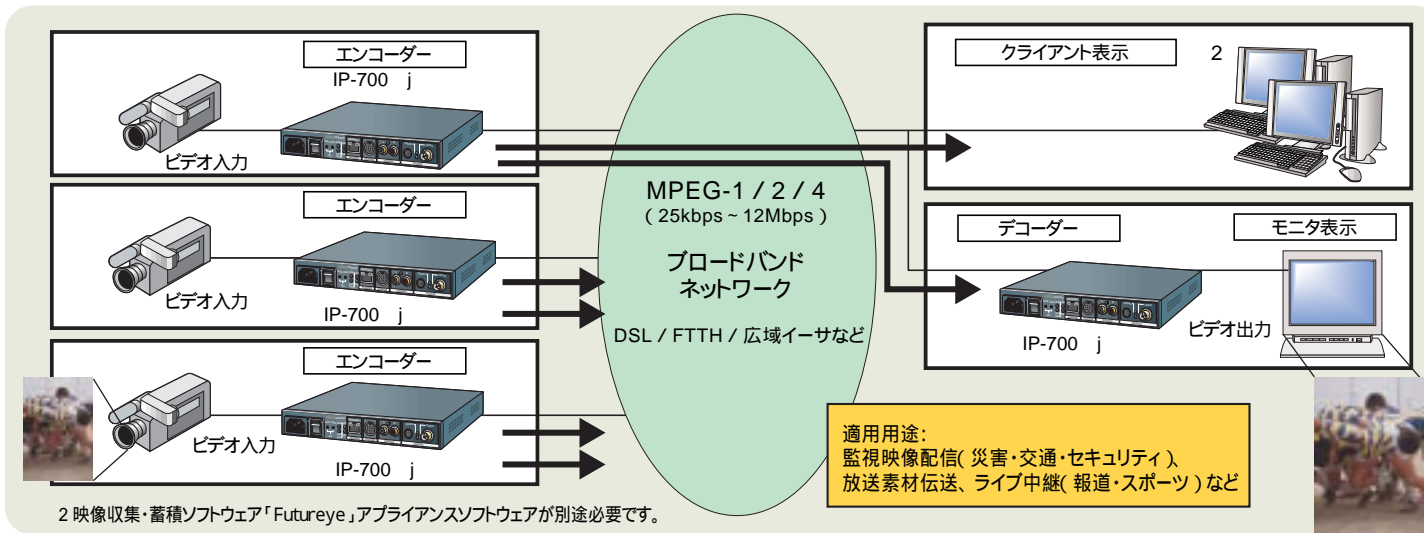 エンコーダー
IP-700 j
ビデオ入力
エンコーダー
ビデオ入力
IP-700 j
エンコーダー
ビデオ入力
IP-700 j
MPEG-1 / 2 / 4
( 25kbps ~ 12Mbps )
ブロードバンド
ネットワーク
DSL / FTTH / 広域イーサなど
クライアント表示 2
デコーダー
モニタ表示
ビデオ出力
IP-700 j
適用用途:
監視映像配信( 災害・交通・セキュリティ )、
放送素材伝送、ライブ中継( 報道・スポーツ ) など
2 映像収集・蓄積ソフトウェア「 Futureye 」アプライアンスソフトウェアが別途必要です。